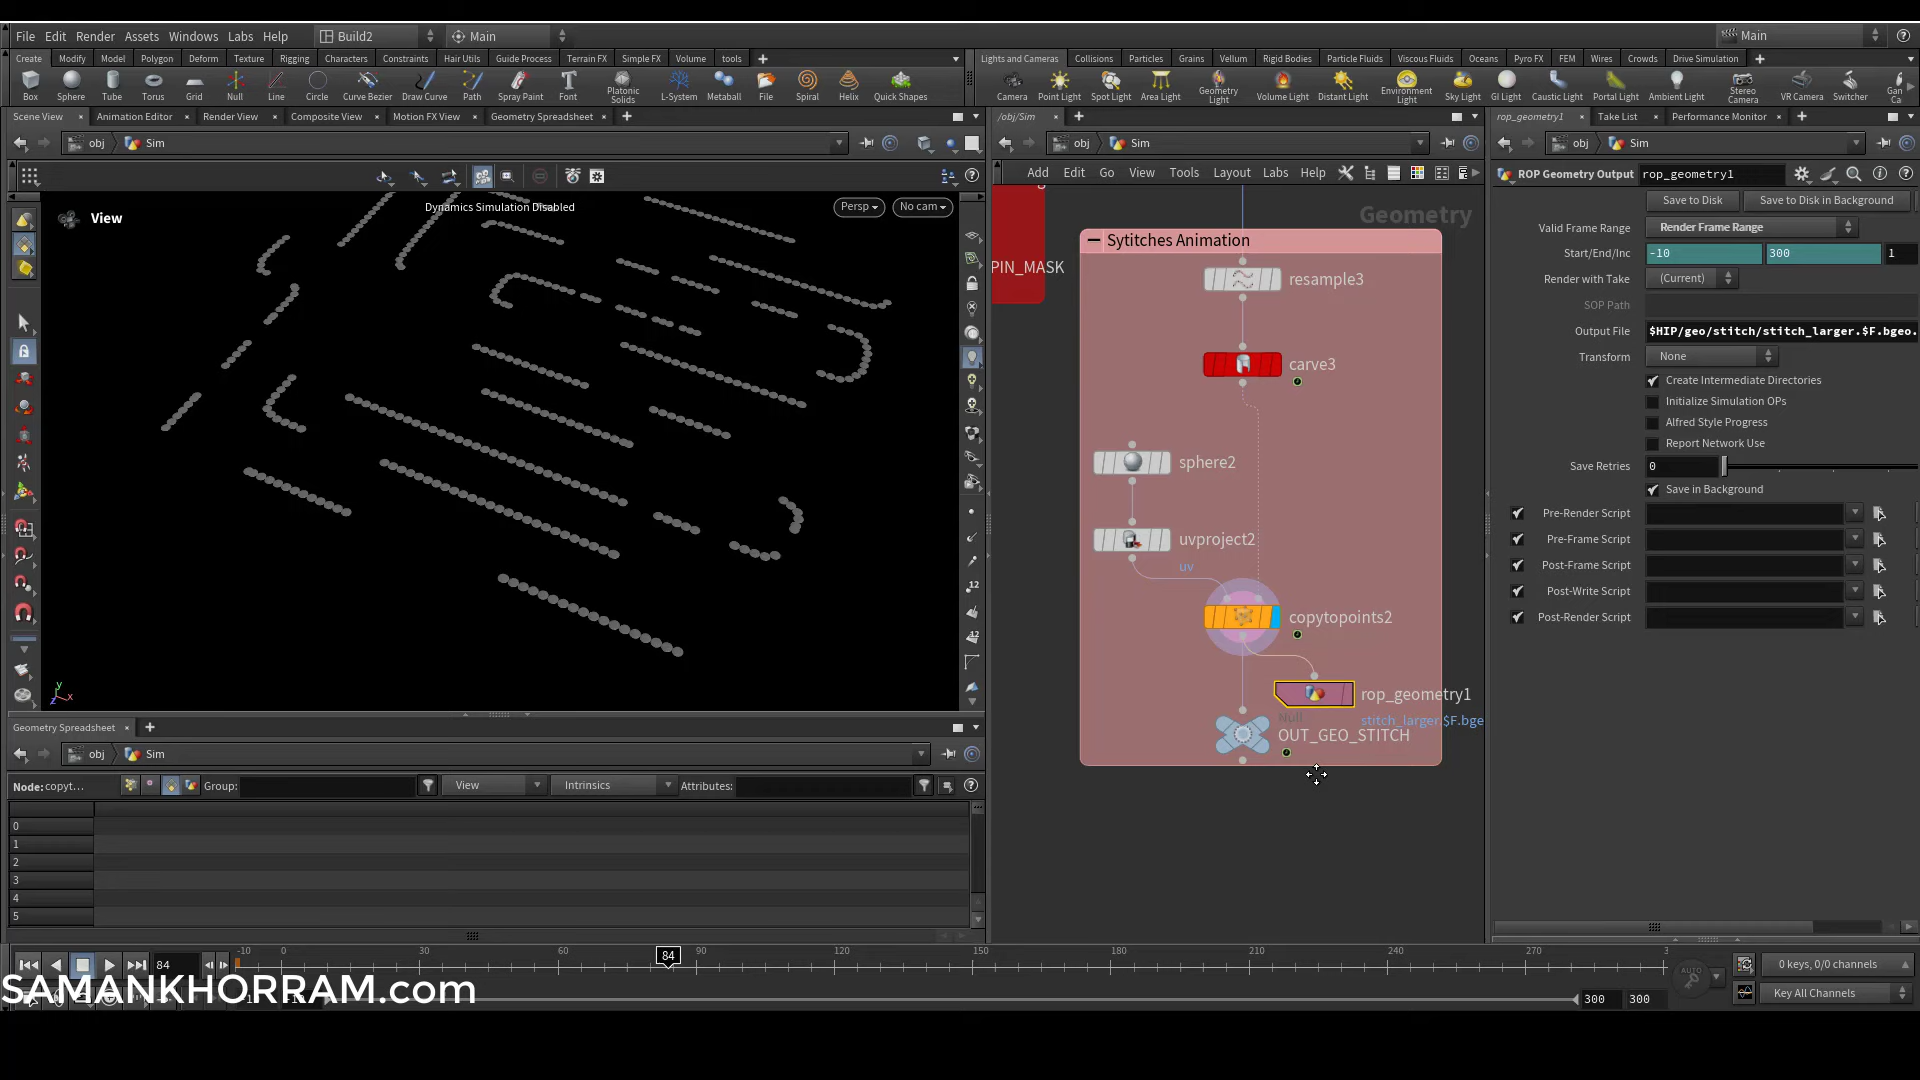 File Edit Render Assets Windows Labs Help Build2 Main Main
Create Modify Model Polygon Deform Texture Rigging Characters Constraints Hair Utils Guide Process Terrain FX Simple FX Volume tools
Lights and Cameras Collisions Particles Grains Vellum Rigid Bodies Particle Fluids Viscous Fluids Oceans Pyro FX FEM Wires Crowds Drive Simulation
Box Sphere Tube Torus Grid Null Line Circle Curve Bezier Draw Curve Path Spray Paint Font Platonic Solids L-System Metaball File Spiral Helix Quick Shapes
Camera Point Light Spot Light Area Light Geometry Light Volume Light Distant Light Environment Light Sky Light GI Light Caustic Light Portal Light Ambient Light Stereo Camera VR Camera Switcher Gan Ca
Scene View Animation Editor Render View Composite View Motion FX View Geometry Spreadsheet
/obj/Sim
rop_geometry1 Take List Performance Monitor
obj Sim
obj Sim
obj Sim
Add Edit Go View Tools Layout Labs Help
ROP Geometry Output rop_geometry1
View
Dynamics Simulation Disabled
Persp
No cam
Geometry
Sytitches Animation
PIN_MASK
resample3
carve3
sphere2
uvproject2
uv
copytopoints2
rop_geometry1
stitch_larger.$F.bge
Null
OUT_GEO_STITCH
Save to Disk Save to Disk in Background
Valid Frame Range Render Frame Range
Start/End/Inc -10 300 1
Render with Take (Current)
SOP Path
Output File $HIP/geo/stitch/stitch_larger.$F.bgeo.
Transform None
Create Intermediate Directories
Initialize Simulation OPs
Alfred Style Progress
Report Network Use
Save Retries 0
Save in Background
Pre-Render Script
Pre-Frame Script
Post-Frame Script
Post-Write Script
Post-Render Script
y
x
z
12
12
Geometry Spreadsheet
obj Sim
Node: copyt... Group: View Intrinsics Attributes:
0
1
2
3
4
5
-10 0 30 60 84 90 120 150 180 210 240 270 3
84
AUTO
0 keys, 0/0 channels
SAMANKHORRAM.com
300 300
Key All Channels